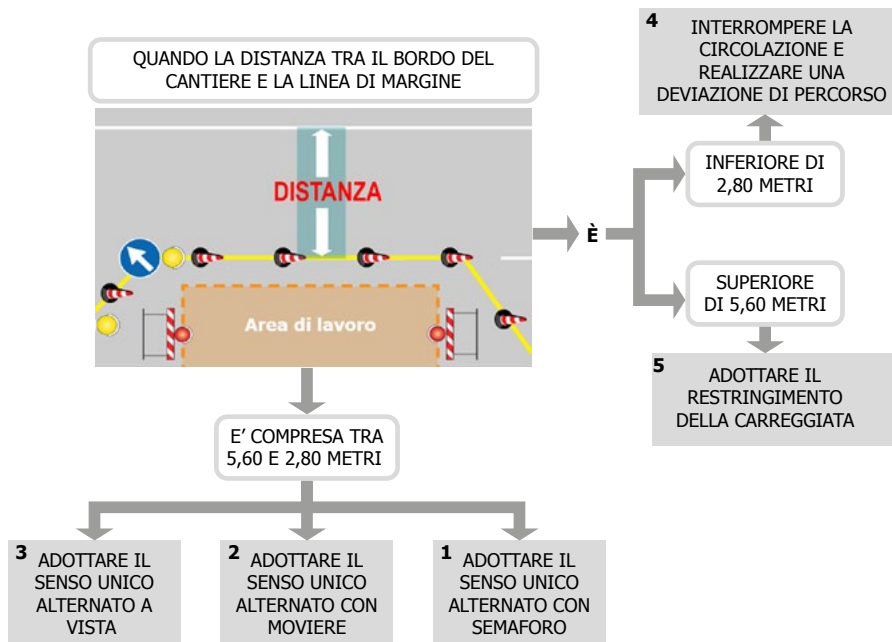 QUANDO LA DISTANZA TRA IL BORDO DEL
CANTIERE E LA LINEA DI MARGINE
DISTANZA
Area di lavoro
È
4
INTERROMPERE LA
CIRCOLAZIONE E
REALIZZARE UNA
DEVIAZIONE DI PERCORSO
INFERIORE DI
2,80 METRI
SUPERIORE
DI 5,60 METRI
5
ADOTTARE IL
RESTRINGIMENTO
DELLA CARREGGIATA
E’ COMPRESA TRA
5,60 E 2,80 METRI
3
ADOTTARE IL
SENSO UNICO
ALTERNATO A
VISTA
2
ADOTTARE IL
SENSO UNICO
ALTERNATO CON
MOVIERE
1
ADOTTARE IL
SENSO UNICO
ALTERNATO CON
SEMAFORO